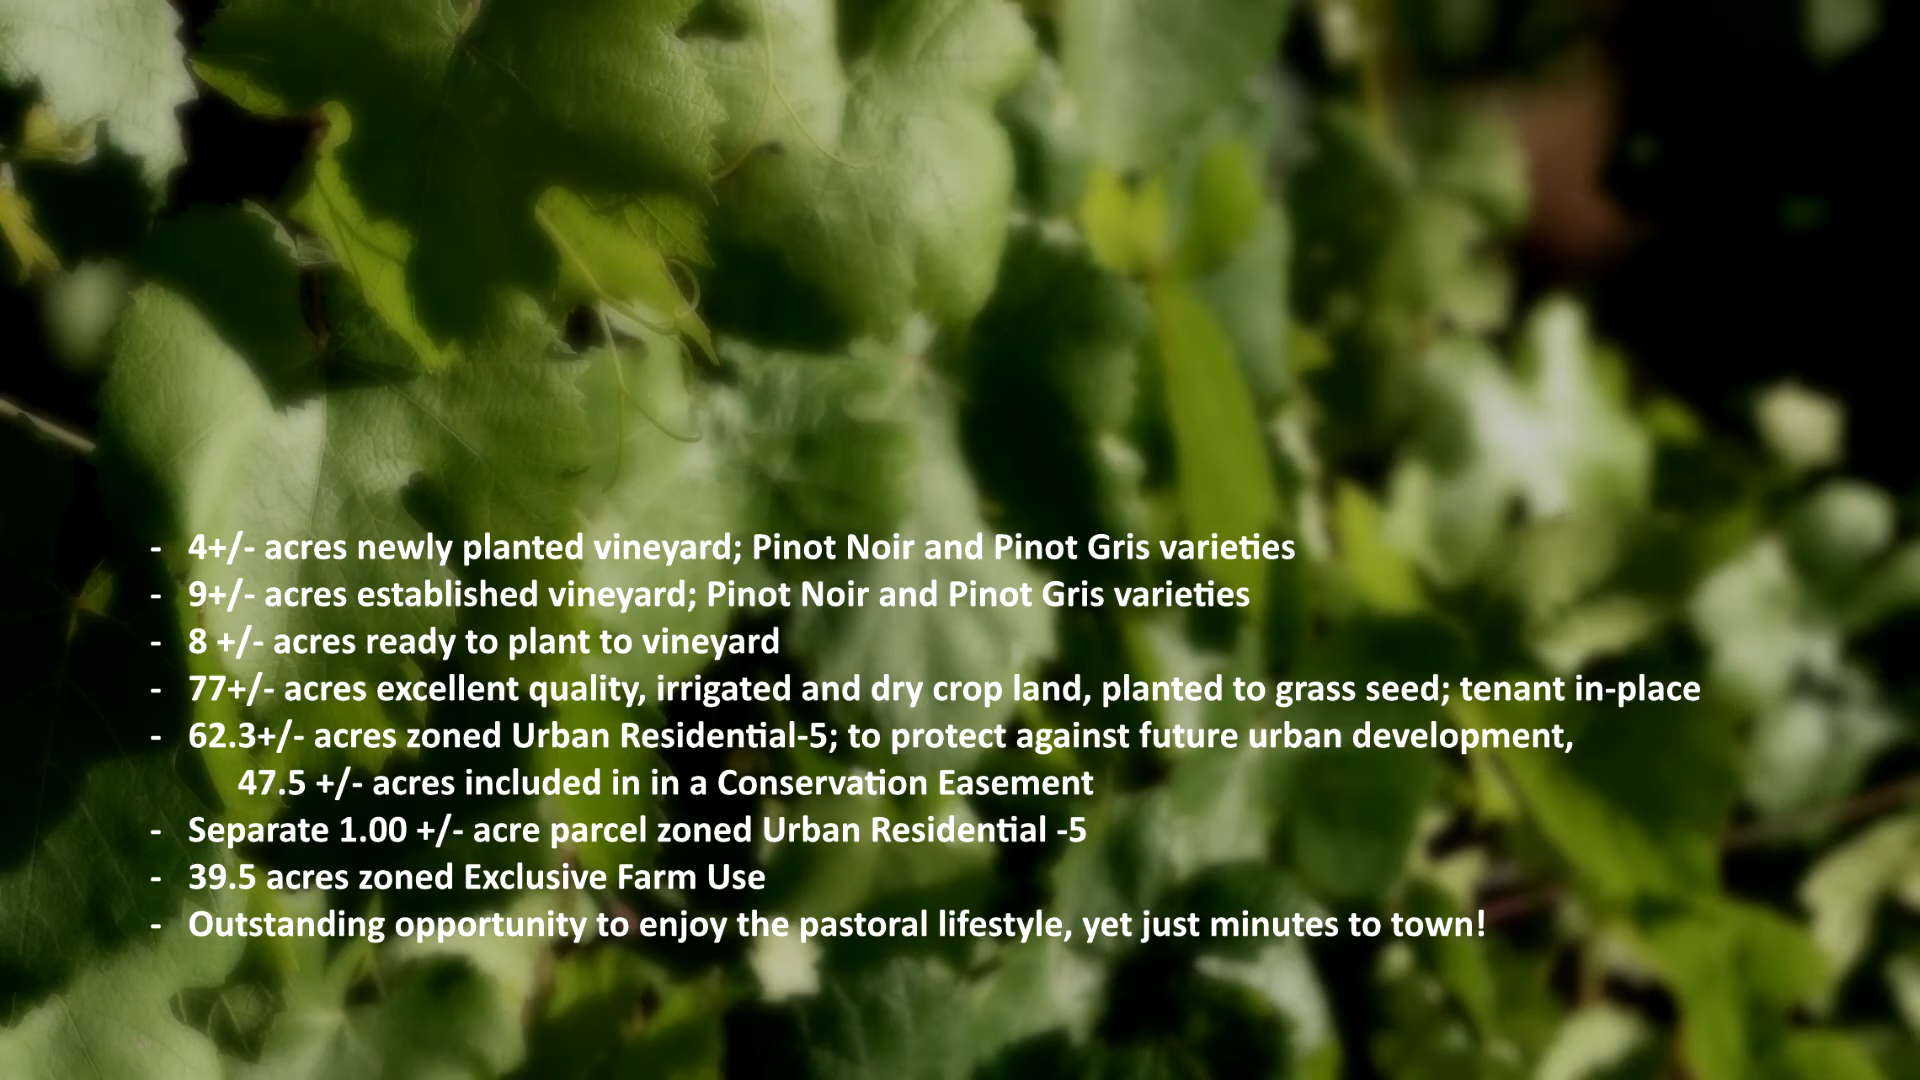 - 4+/- acres newly planted vineyard; Pinot Noir and Pinot Gris varieties
- 9+/- acres established vineyard; Pinot Noir and Pinot Gris varieties
- 8 +/- acres ready to plant to vineyard
- 77+/- acres excellent quality, irrigated and dry crop land, planted to grass seed; tenant in-place
- 62.3+/- acres zoned Urban Residential-5; to protect against future urban development,
47.5 +/- acres included in in a Conservation Easement
- Separate 1.00 +/- acre parcel zoned Urban Residential -5
- 39.5 acres zoned Exclusive Farm Use
- Outstanding opportunity to enjoy the pastoral lifestyle, yet just minutes to town!